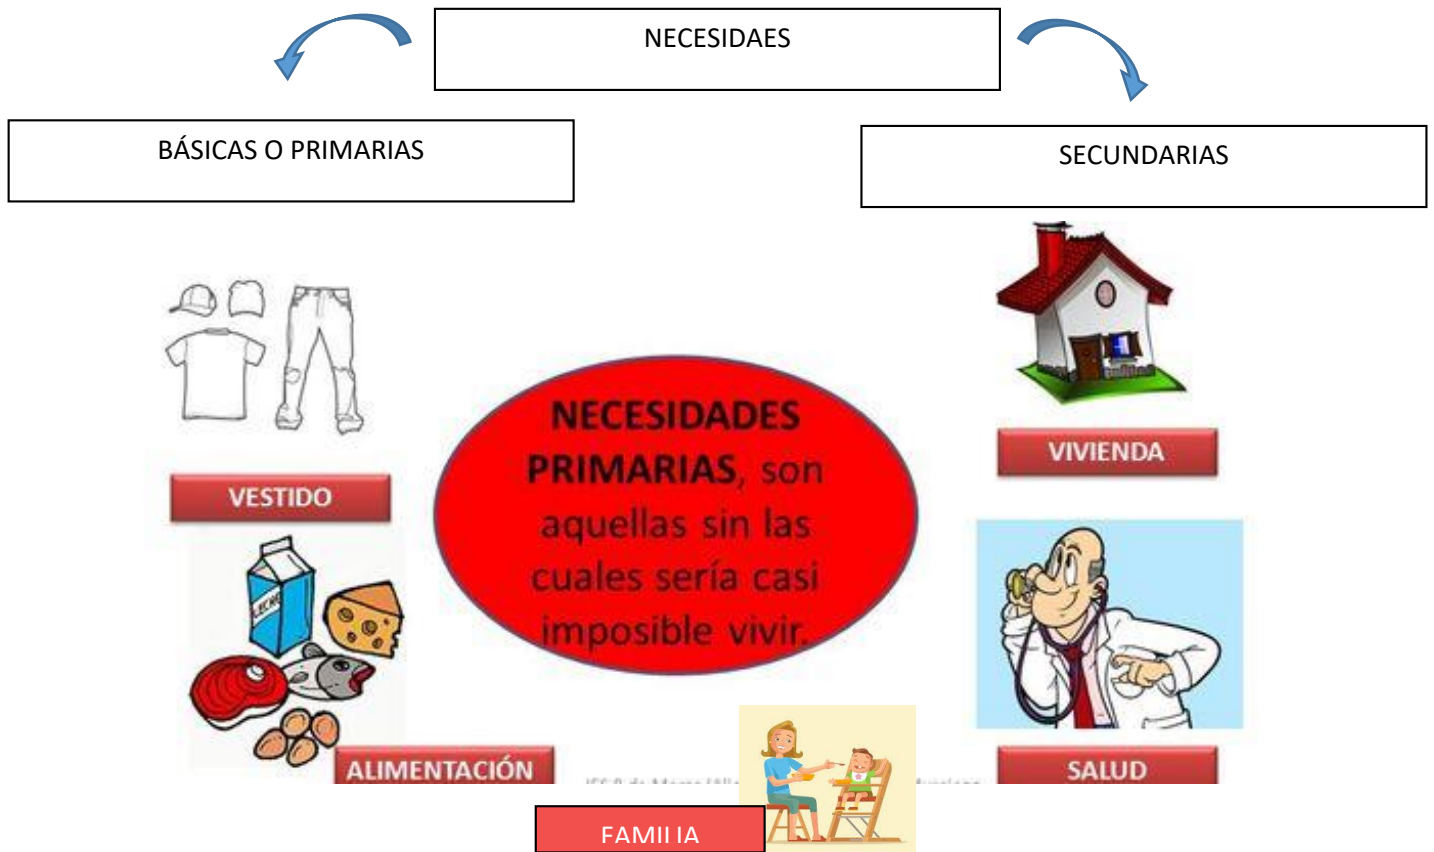 NECESIDAES
BÁSICAS O PRIMARIAS
SECUNDARIAS
NECESIDADES
PRIMARIAS, son
aquellas sin las
cuales sería casi
imposible vivir.
VESTIDO
VIVIENDA
LECHE
ALIMENTACIÓN
SALUD
FAMILIA